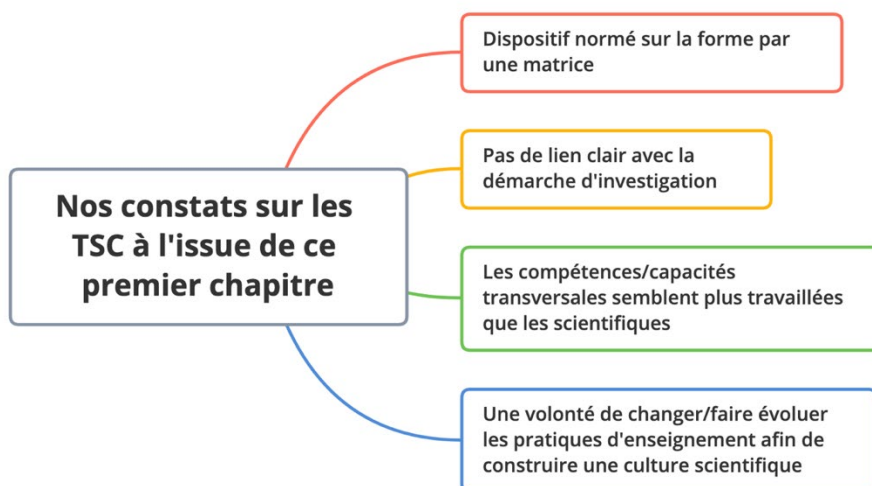 Nos constats sur les
TSC à l'issue de ce
premier chapitre
Dispositif normé sur la forme par
une matrice
Pas de lien clair avec la
démarche d'investigation
Les compétences/capacités
transversales semblent plus travaillées
que les scientifiques
Une volonté de changer/faire évoluer
les pratiques d'enseignement afin de
construire une culture scientifique